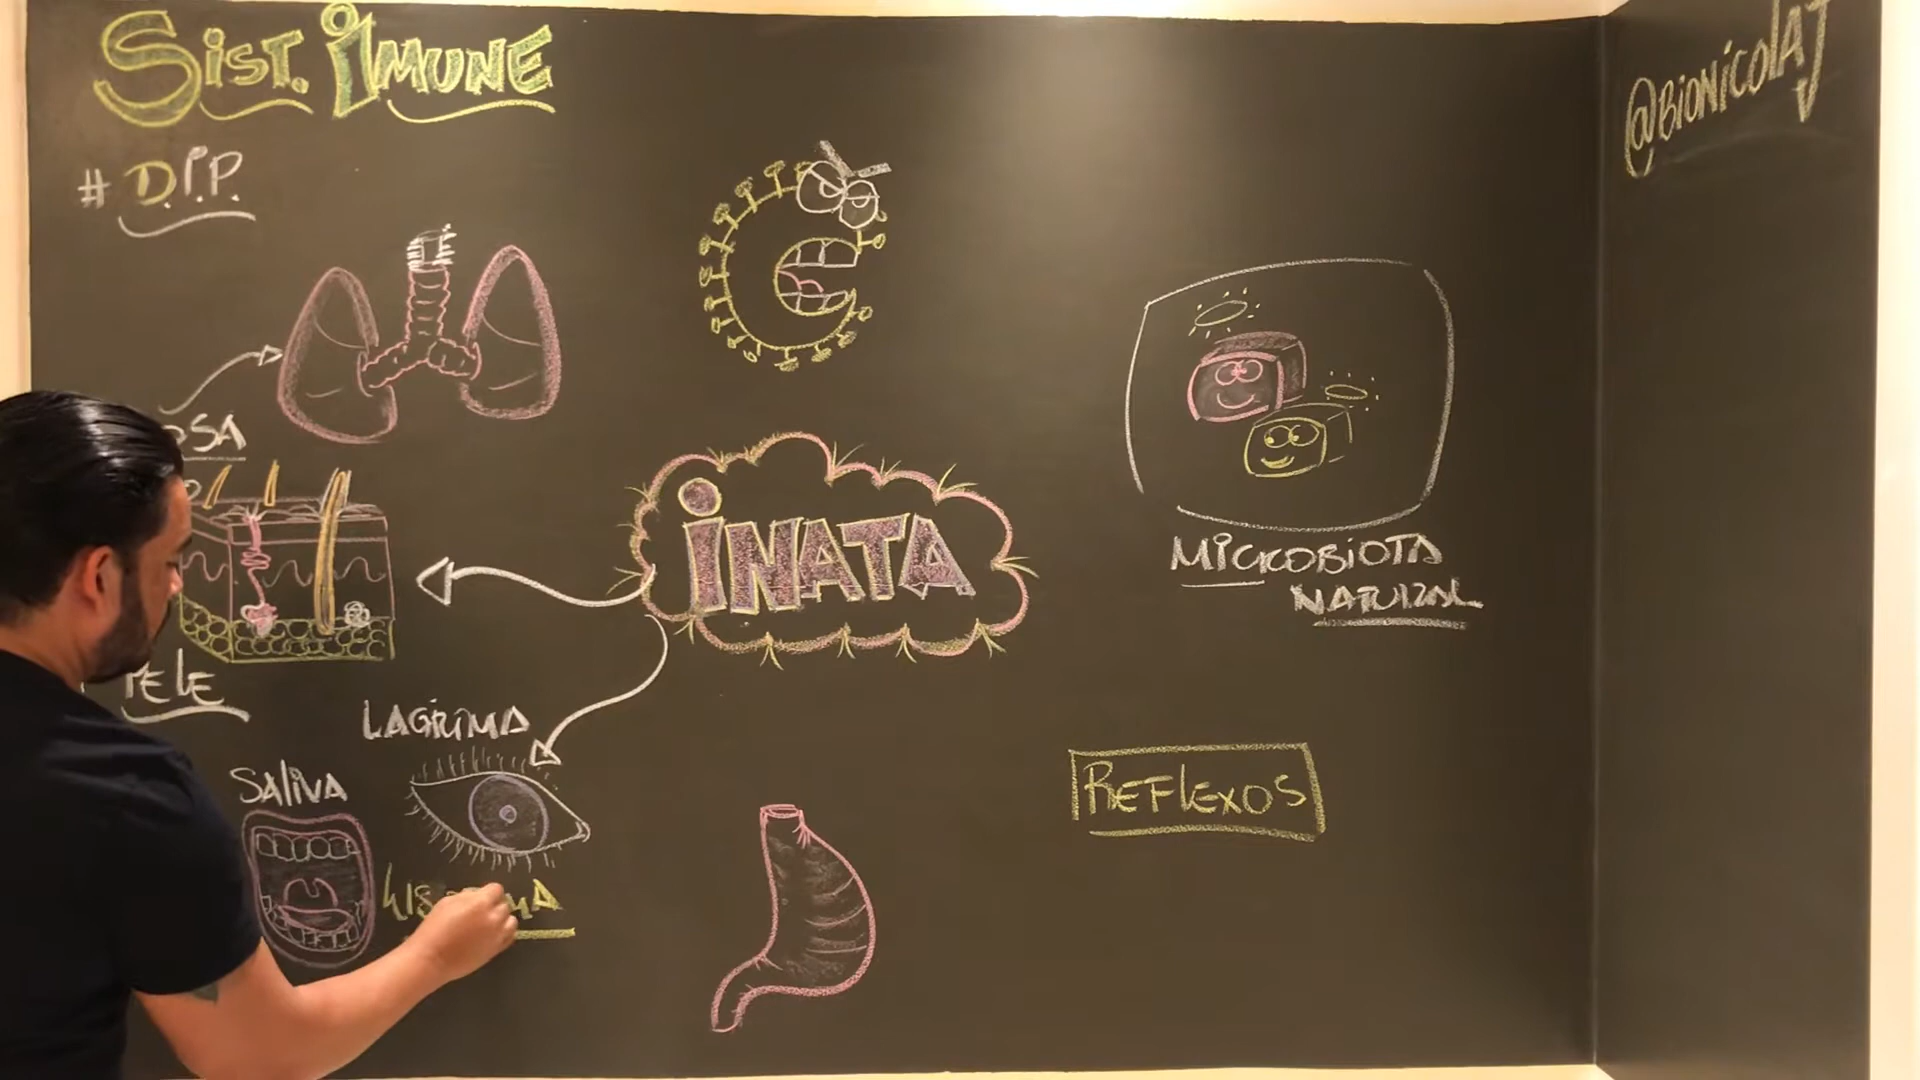 SiST. iMUNE
# D.I.P.
@BIONICOLAJ
PELE
INATA
MICROBIOTA
NATURAL
LAGRIMA
SALIVA
REFLEXOS